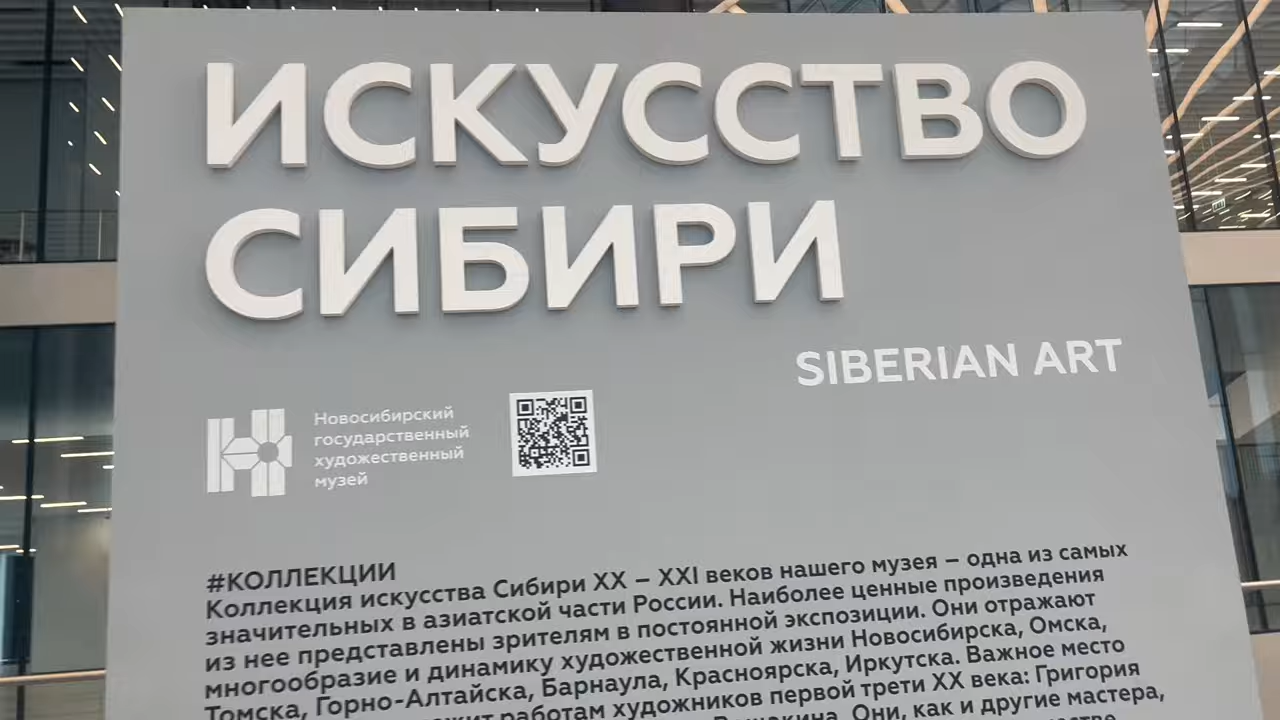 ИСКУССТВО
СИБИРИ
SIBERIAN ART
Новосибирский
государственный
художественный
музей
#КОЛЛЕКЦИИ
Коллекция искусства Сибири XX – XXI веков нашего музея – одна из самых
значительных в азиатской части России. Наиболее ценные произведения
из нее представлены зрителям в постоянной экспозиции. Они отражают
многообразие и динамику художественной жизни Новосибирска, Омска,
Томска, Горно-Алтайска, Барнаула, Красноярска, Иркутска. Важное место
работам художников первой трети XX века: Григория
Они, как и другие мастера,